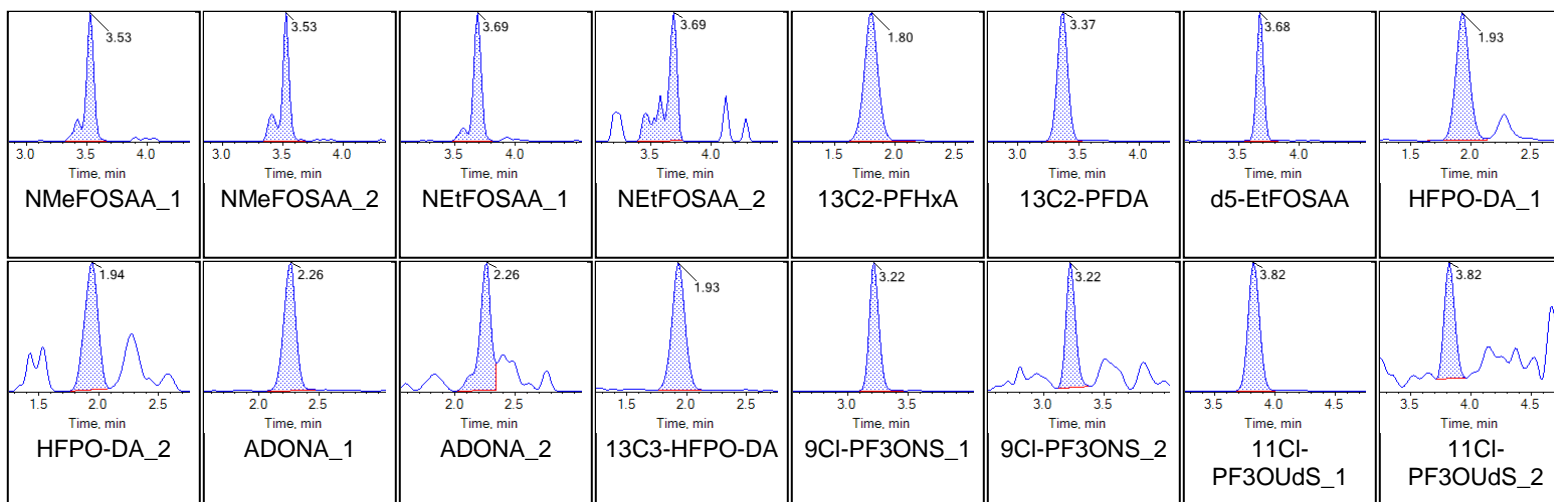 3.53
3.53
3.69
3.69
1.80
3.37
3.68
1.93
3.0 3.5 4.0
3.0 3.5 4.0
3.5 4.0
3.5 4.0
1.5 2.0 2.5
3.0 3.5 4.0
3.5 4.0
1.5 2.0 2.5
Time, min
Time, min
Time, min
Time, min
Time, min
Time, min
Time, min
Time, min
NMeFOSAA_1
NMeFOSAA_2
NEtFOSAA_1
NEtFOSAA_2
13C2-PFHxA
13C2-PFDA
d5-EtFOSAA
HFPO-DA_1
1.94
2.26
2.26
1.93
3.22
3.22
3.82
3.82
1.5 2.0 2.5
2.0 2.5
2.0 2.5
1.5 2.0 2.5
3.0 3.5
3.0 3.5 4.0
3.5 4.0 4.5
3.5 4.0 4.5
Time, min
Time, min
Time, min
Time, min
Time, min
Time, min
Time, min
Time, min
HFPO-DA_2
ADONA_1
ADONA_2
13C3-HFPO-DA
9Cl-PF3ONS_1
9Cl-PF3ONS_2
11Cl-
PF3OUdS_1
11Cl-
PF3OUdS_2